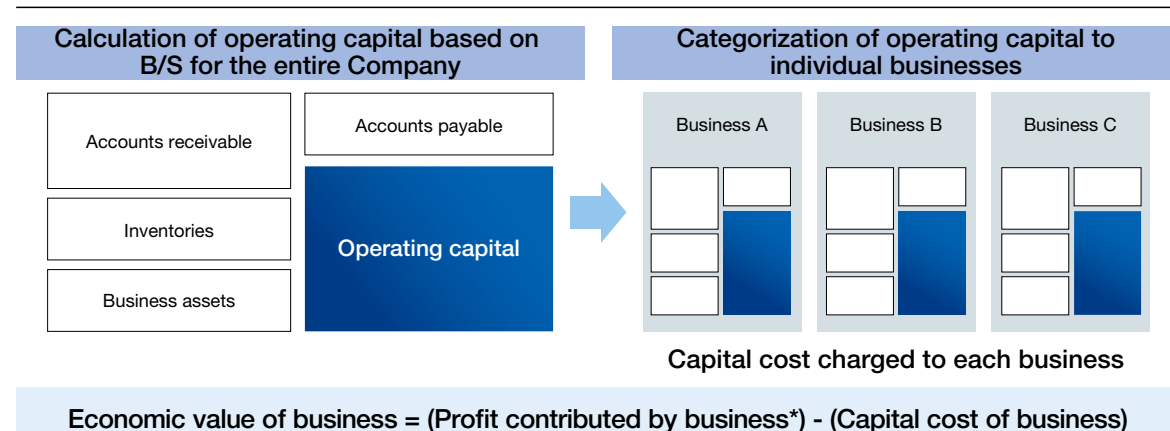 Calculation of operating capital based on
B/S for the entire Company
Accounts receivable
Accounts payable
Inventories
Operating capital
Business assets
Categorization of operating capital to
individual businesses
Business A
Business B
Business C
Capital cost charged to each business
Economic value of business = (Profit contributed by business*) - (Capital cost of business)